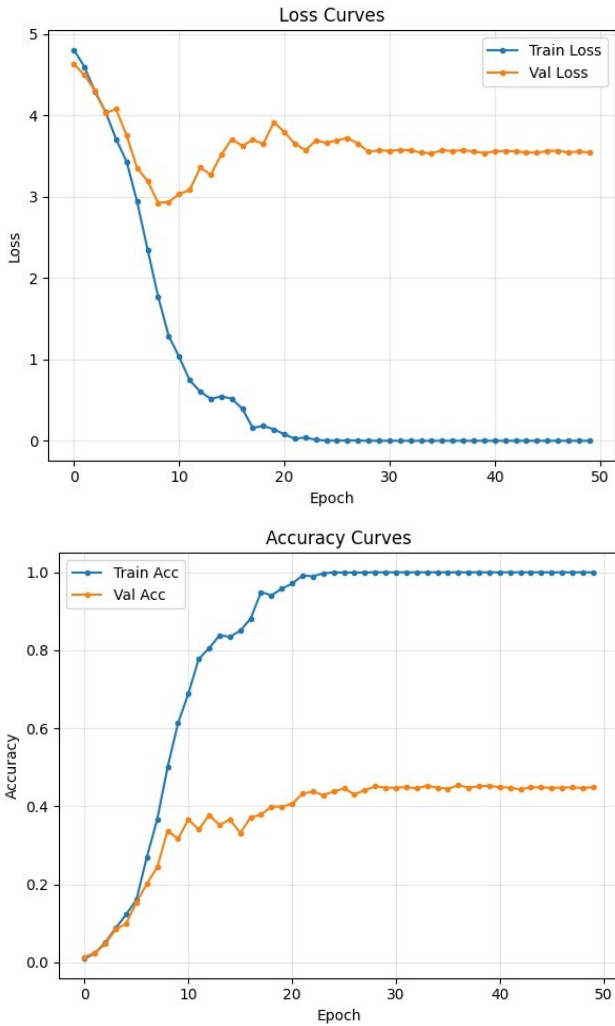 Loss Curves
5
Train Loss
Val Loss
4
3
Loss
2
1
0
0 10 20 30 40 50
Epoch
Accuracy Curves
1.0
Train Acc
Val Acc
0.8
0.6
Accuracy
0.4
0.2
0.0
0 10 20 30 40 50
Epoch